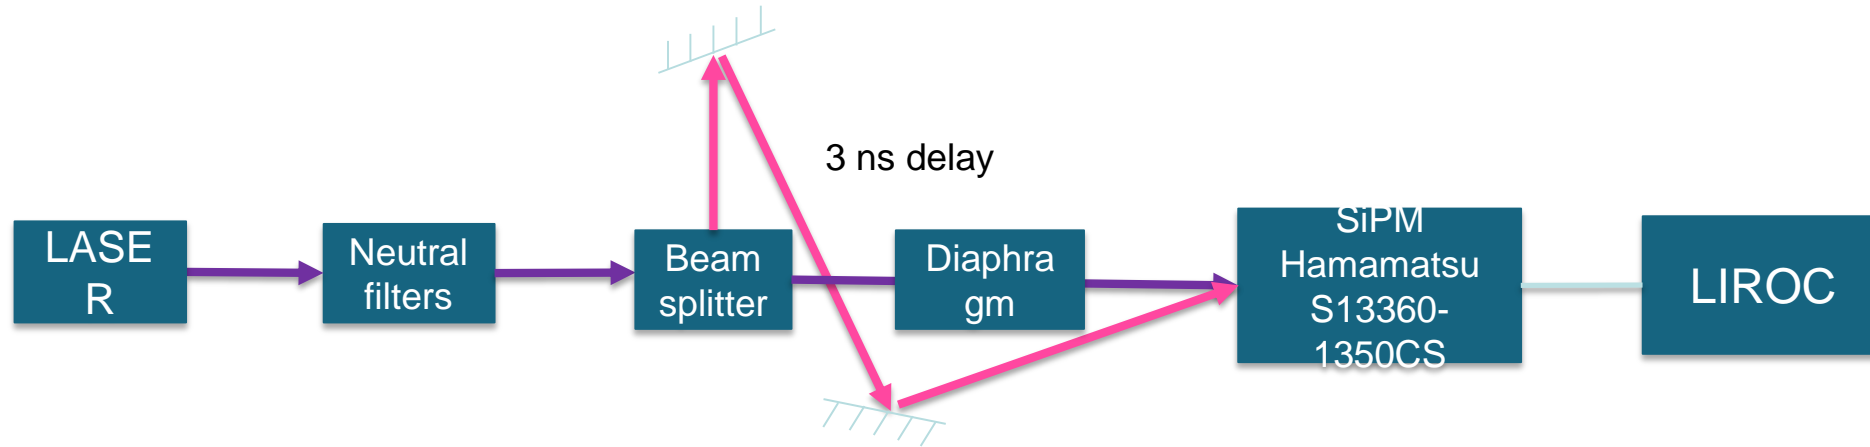 3 ns delay
LASE
R
Neutral
filters
Beam
splitter
Diaphra
gm
SiPM
Hamamatsu
S13360-
1350CS
LIROC